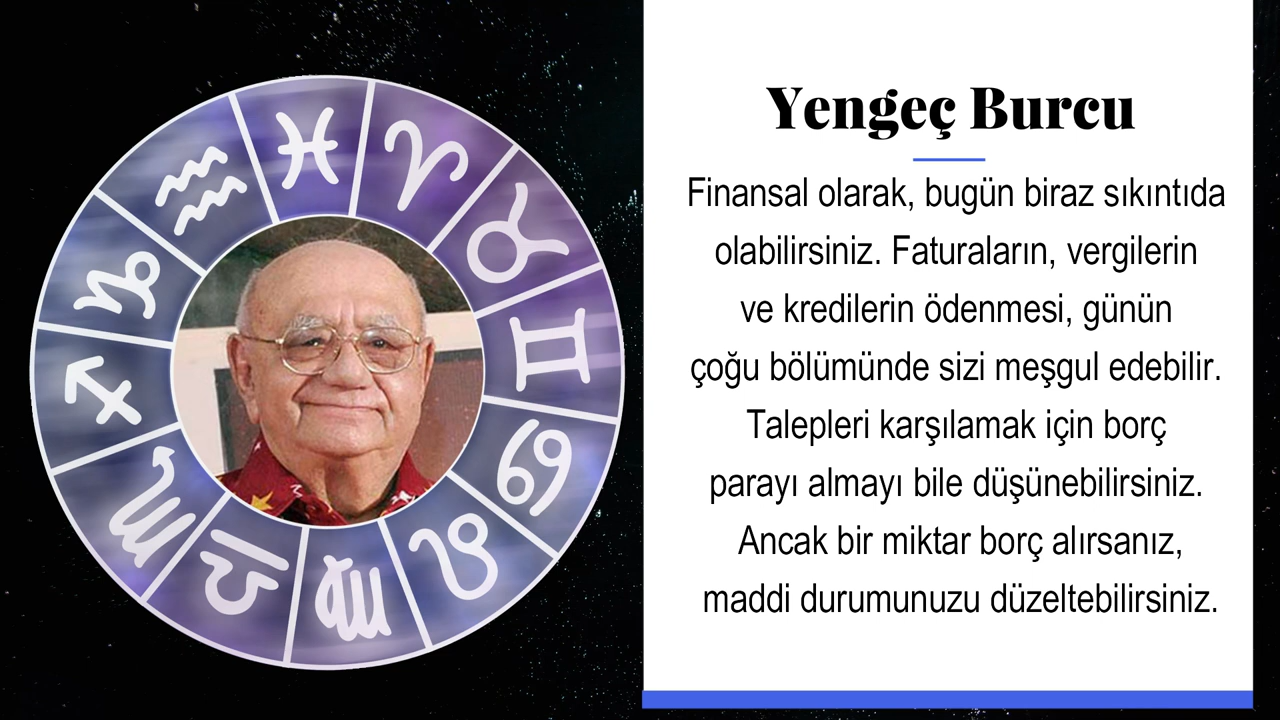 Yengeç Burcu
Finansal olarak, bugün biraz sıkıntıda
olabilirsiniz. Faturaların, vergilerin
ve kredilerin ödenmesi, günün
çoğu bölümünde sizi meşgul edebilir.
Talepleri karşılamak için borç
parayı almayı bile düşünebilirsiniz.
Ancak bir miktar borç alırsanız,
maddi durumunuzu düzeltebilirsiniz.